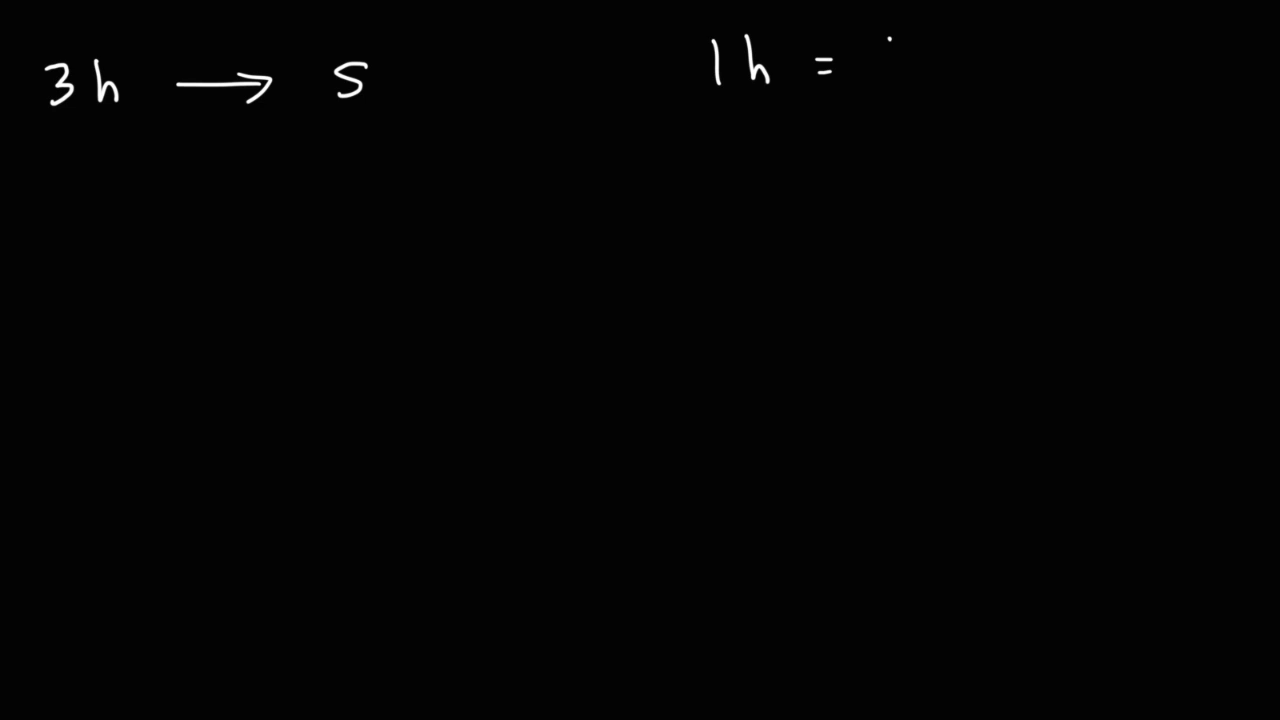 3h → s
1h =